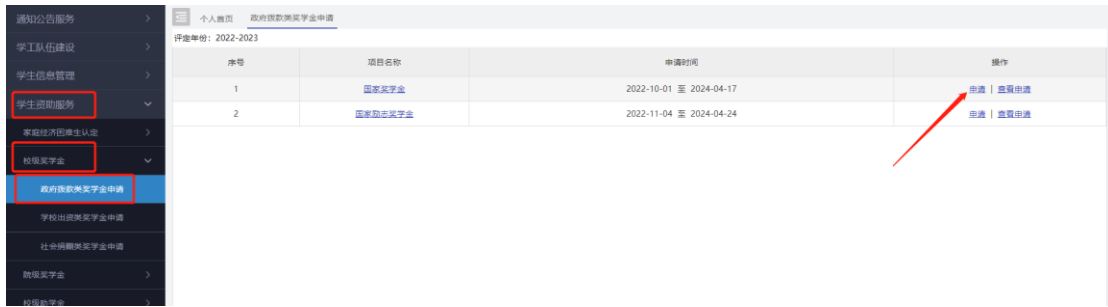 通知公告服务
学工队伍建设
学生信息管理
学生资助服务
家庭经济困难生认定
校级奖学金
政府拨款类奖学金申请
学校出资类奖学金申请
社会捐赠类奖学金申请
院级奖学金
校级助学金
个人首页 政府拨款类奖学金申请
评定年份：2022-2023
序号 项目名称 申请时间 操作
1 国家奖学金 2022-10-01 至 2024-04-17 申请 | 查看申请
2 国家励志奖学金 2022-11-04 至 2024-04-24 申请 | 查看申请